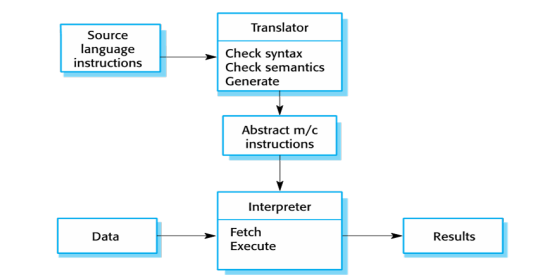 Source
language
instructions
Translator
Check syntax
Check semantics
Generate
Abstract m/c
instructions
Data
Interpreter
Fetch
Execute
Results